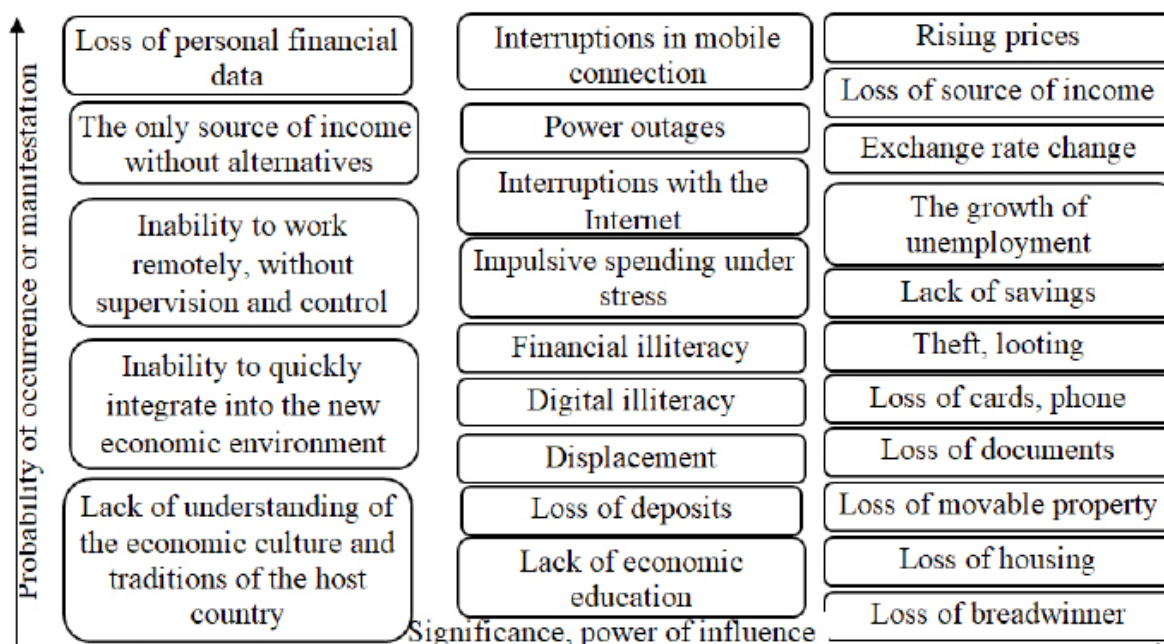 Probability of occurrence or manifestation
Loss of personal financial
data
The only source of income
without alternatives
Inability to work
remotely, without
supervision and control
Inability to quickly
integrate into the new
economic environment
Lack of understanding of
the economic culture and
traditions of the host
country
Interruptions in mobile
connection
Power outages
Interruptions with the
Internet
Impulsive spending under
stress
Financial illiteracy
Digital illiteracy
Displacement
Loss of deposits
Lack of economic
education
Rising prices
Loss of source of income
Exchange rate change
The growth of
unemployment
Lack of savings
Theft, looting
Loss of cards, phone
Loss of documents
Loss of movable property
Loss of housing
Loss of breadwinner
Significance, power of influence